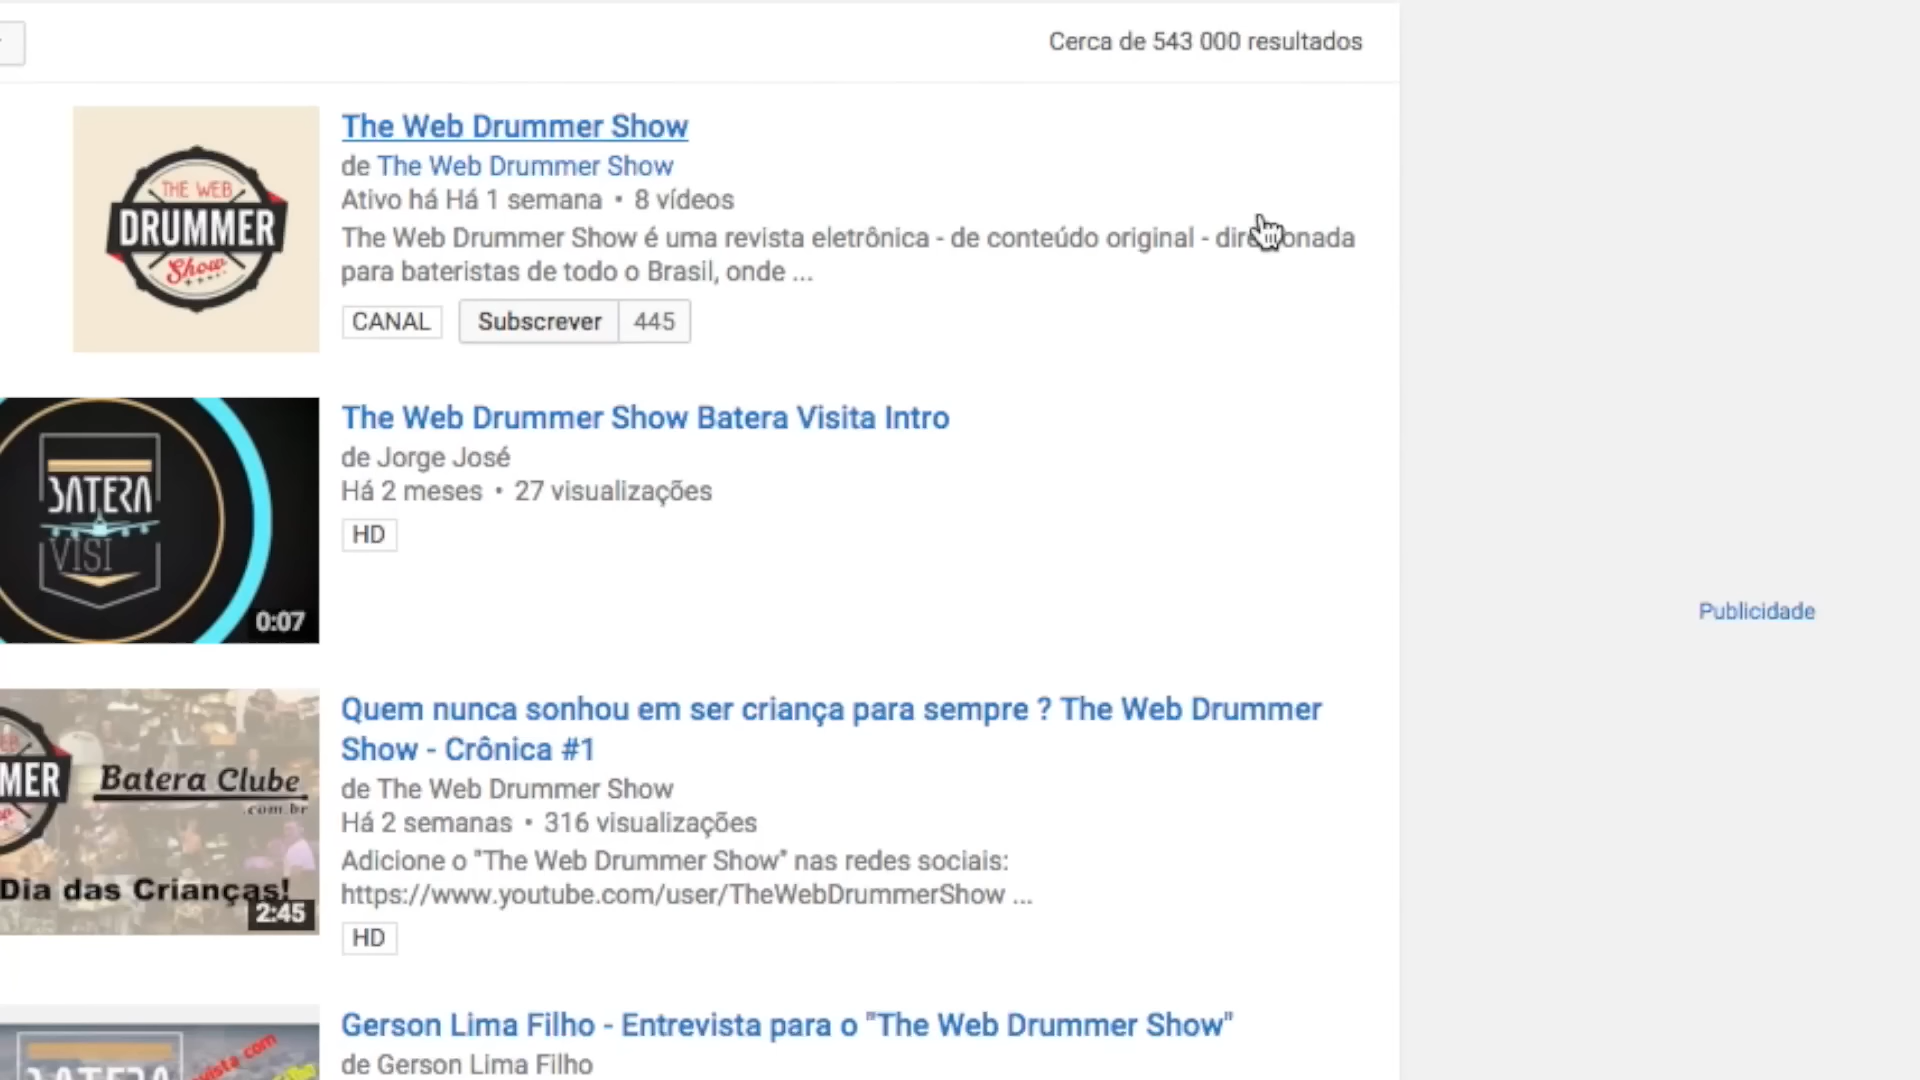 Cerca de 543 000 resultados
THE WEB
DRUMMER
Show
The Web Drummer Show
de The Web Drummer Show
Ativo há Há 1 semana • 8 vídeos
The Web Drummer Show é uma revista eletrônica - de conteúdo original -
para bateristas de todo o Brasil, onde ...
CANAL Subscrever 445
BATERA
VISI
0:07
The Web Drummer Show Batera Visita Intro
de Jorge José
Há 2 meses • 27 visualizações
HD
Publicidade
MER
Batera Clube
.com.br
Dia das Crianças!
2:45
Quem nunca sonhou em ser criança para sempre ? The Web Drummer
Show - Crônica #1
de The Web Drummer Show
Há 2 semanas • 316 visualizações
Adicione o "The Web Drummer Show" nas redes sociais:
https://www.youtube.com/user/TheWebDrummerShow ...
HD
Gerson Lima Filho - Entrevista para o "The Web Drummer Show"
de Gerson Lima Filho